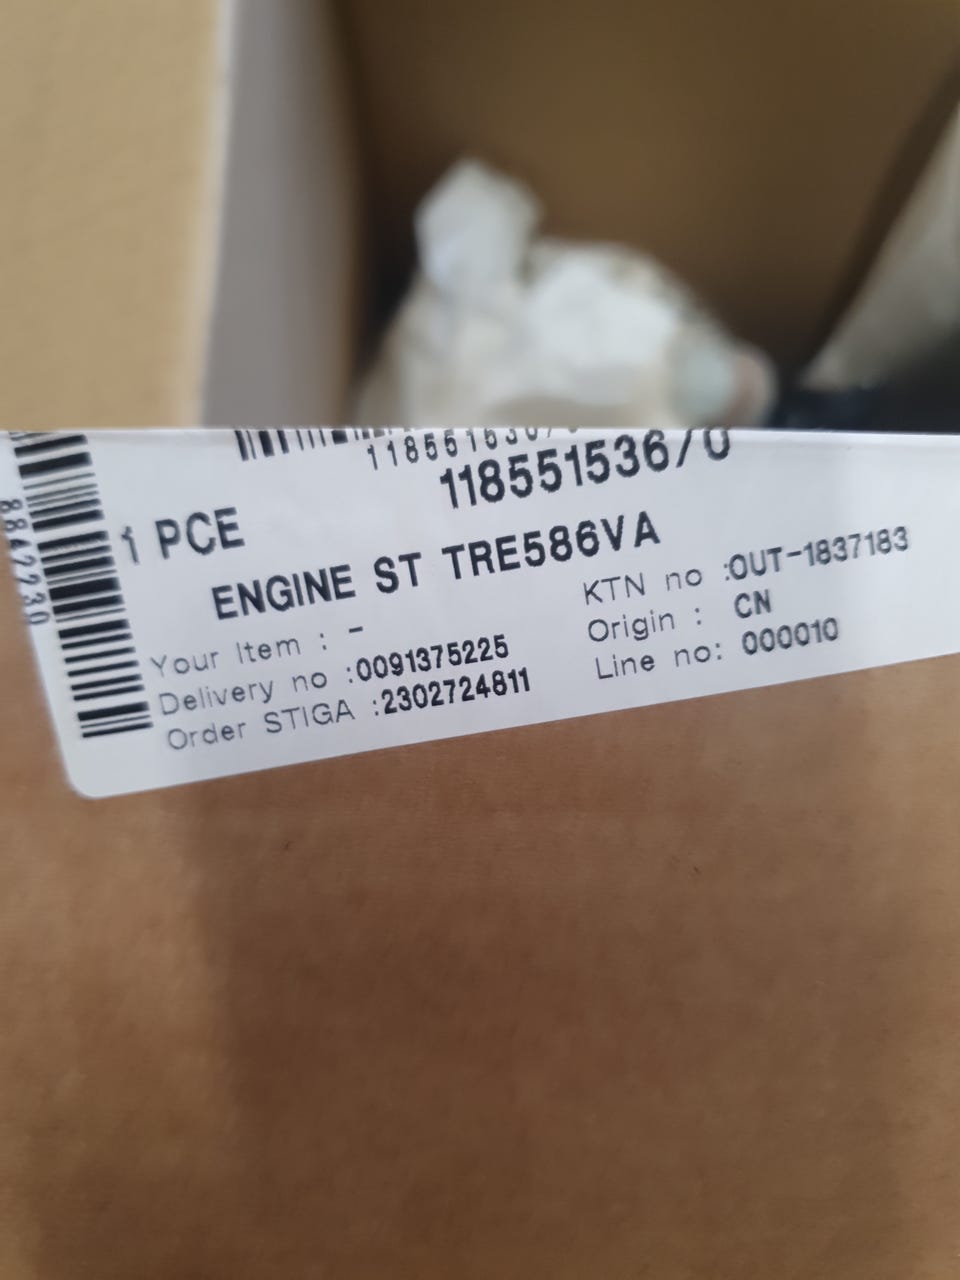 118551536/0
1 PCE
ENGINE ST TRE586VA
Your Item : -
Delivery no :0091375225
Order STIGA :2302724811
KTN no :OUT-1837183
Origin : CN
Line no: 000010